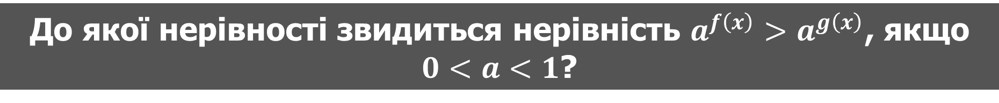 До якої нерівності звидиться нерівність $a^{f(x)} > a^{g(x)}$, якщо
$0 < a < 1$?